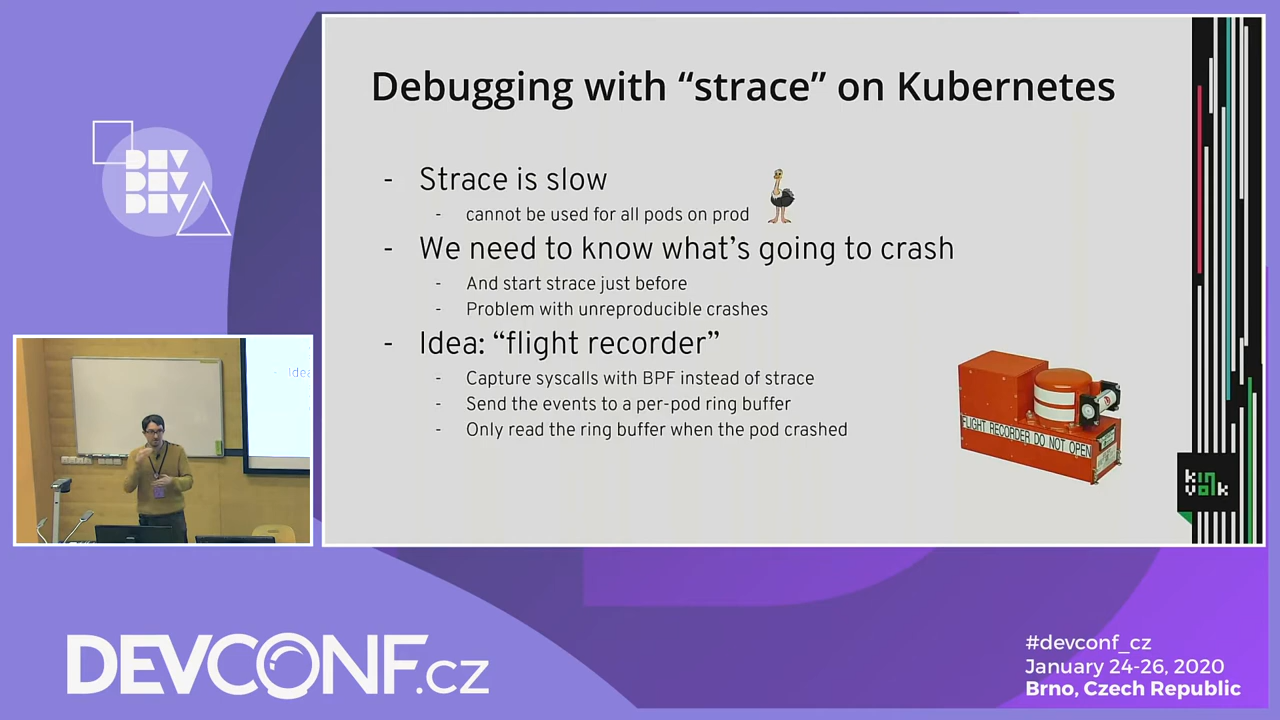 DEV
DEV
DEV
Debugging with “strace” on Kubernetes
- Strace is slow
- cannot be used for all pods on prod
- We need to know what’s going to crash
- And start strace just before
- Problem with unreproducible crashes
- Idea: “flight recorder”
- Capture syscalls with BPF instead of strace
- Send the events to a per-pod ring buffer
- Only read the ring buffer when the pod crashed
FLIGHT RECORDER DO NOT OPEN
kin
volk
- Idea
DEVCONF.cz
#devconf_cz
January 24-26, 2020
Brno, Czech Republic